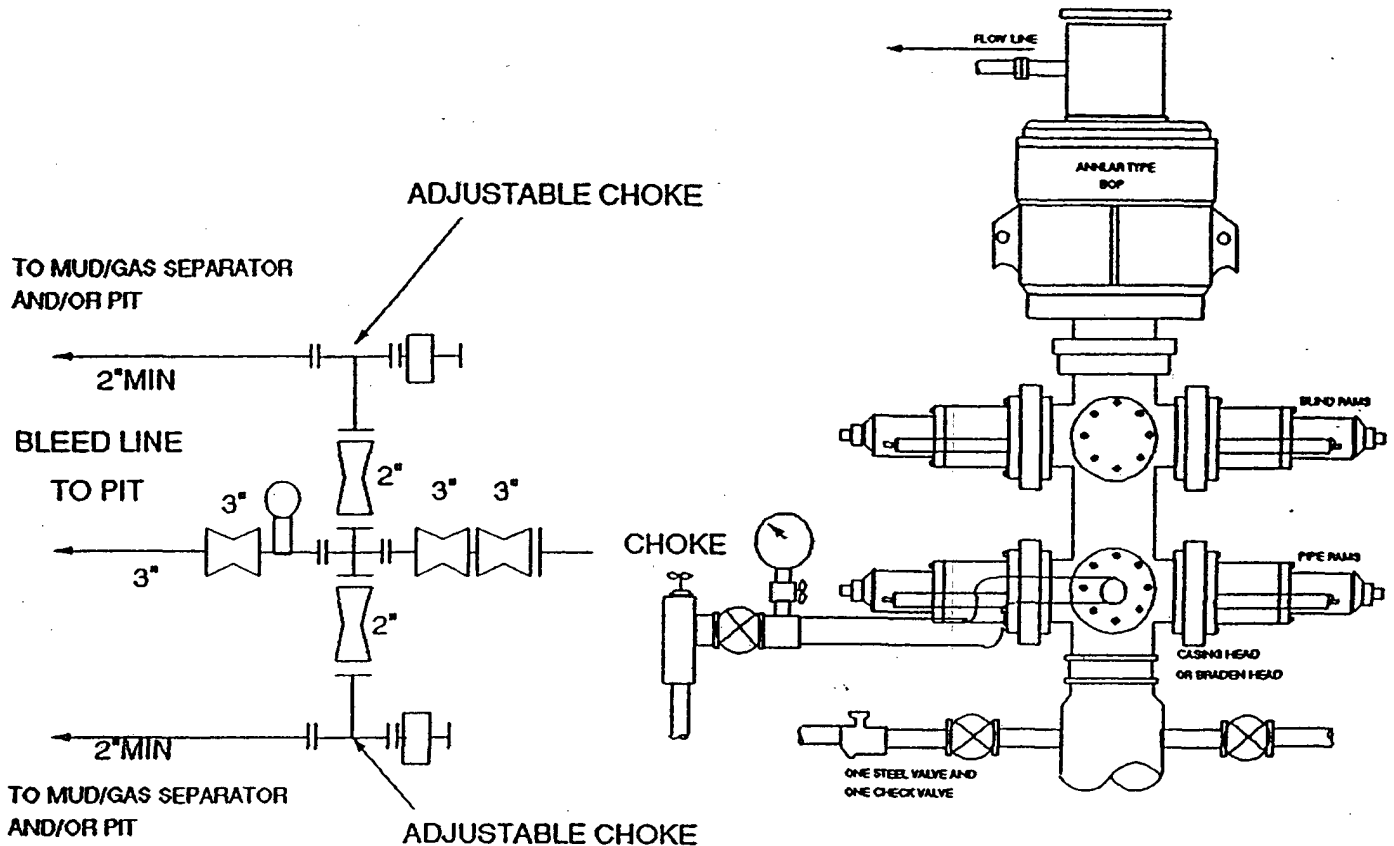 FLOW LINE
ANNLAR TYPE
BOP
ADJUSTABLE CHOKE
TO MUD/GAS SEPARATOR
AND/OR PIT
2"MIN
BLEED LINE
TO PIT
2"
3"
3"
3"
3"
2"
2"MIN
TO MUD/GAS SEPARATOR
AND/OR PIT
ADJUSTABLE CHOKE
BLIND RAMS
CHOKE
PIPE RAMS
CASING HEAD
OR BRADEN HEAD
ONE STEEL VALVE AND
ONE CHECK VALVE